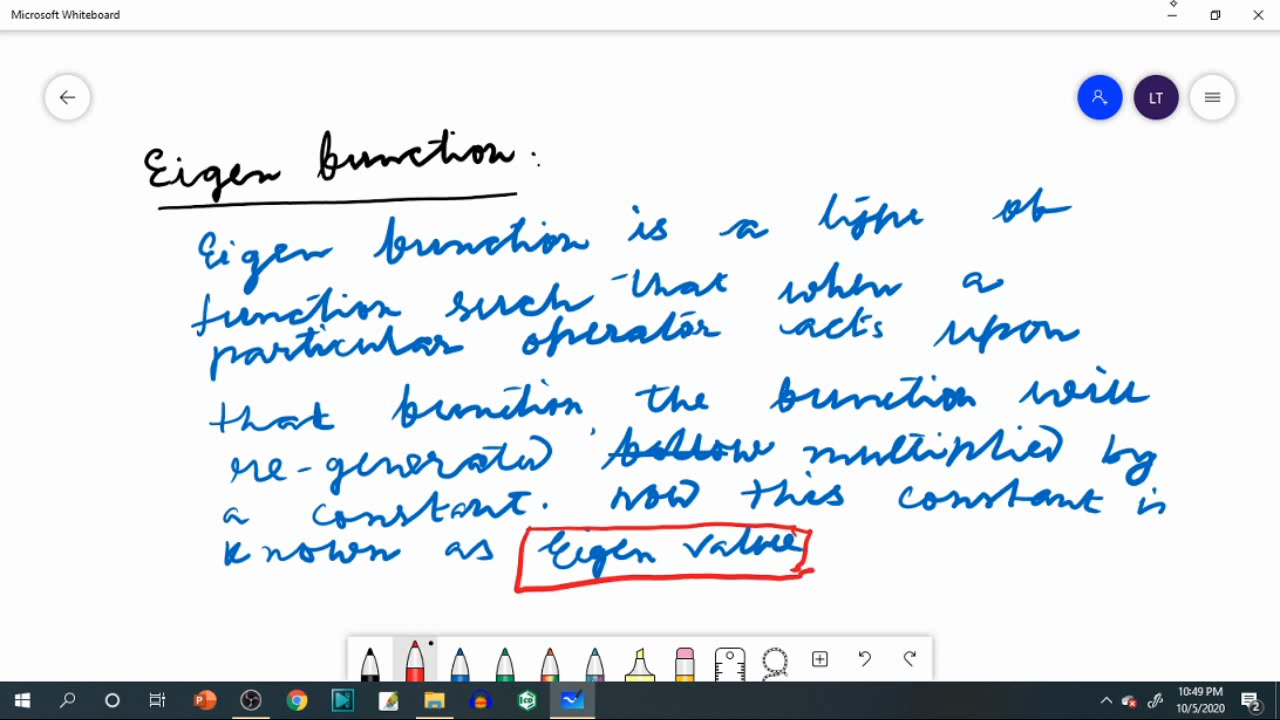 Microsoft Whiteboard
LT
Eigen function:
Eigen function is a type of
function such that when a
particular operator acts upon
that function the function will
re-generated follow multiplied by
a constant. Now this constant is
known as Eigen value
10:49 PM
10/5/2020
2